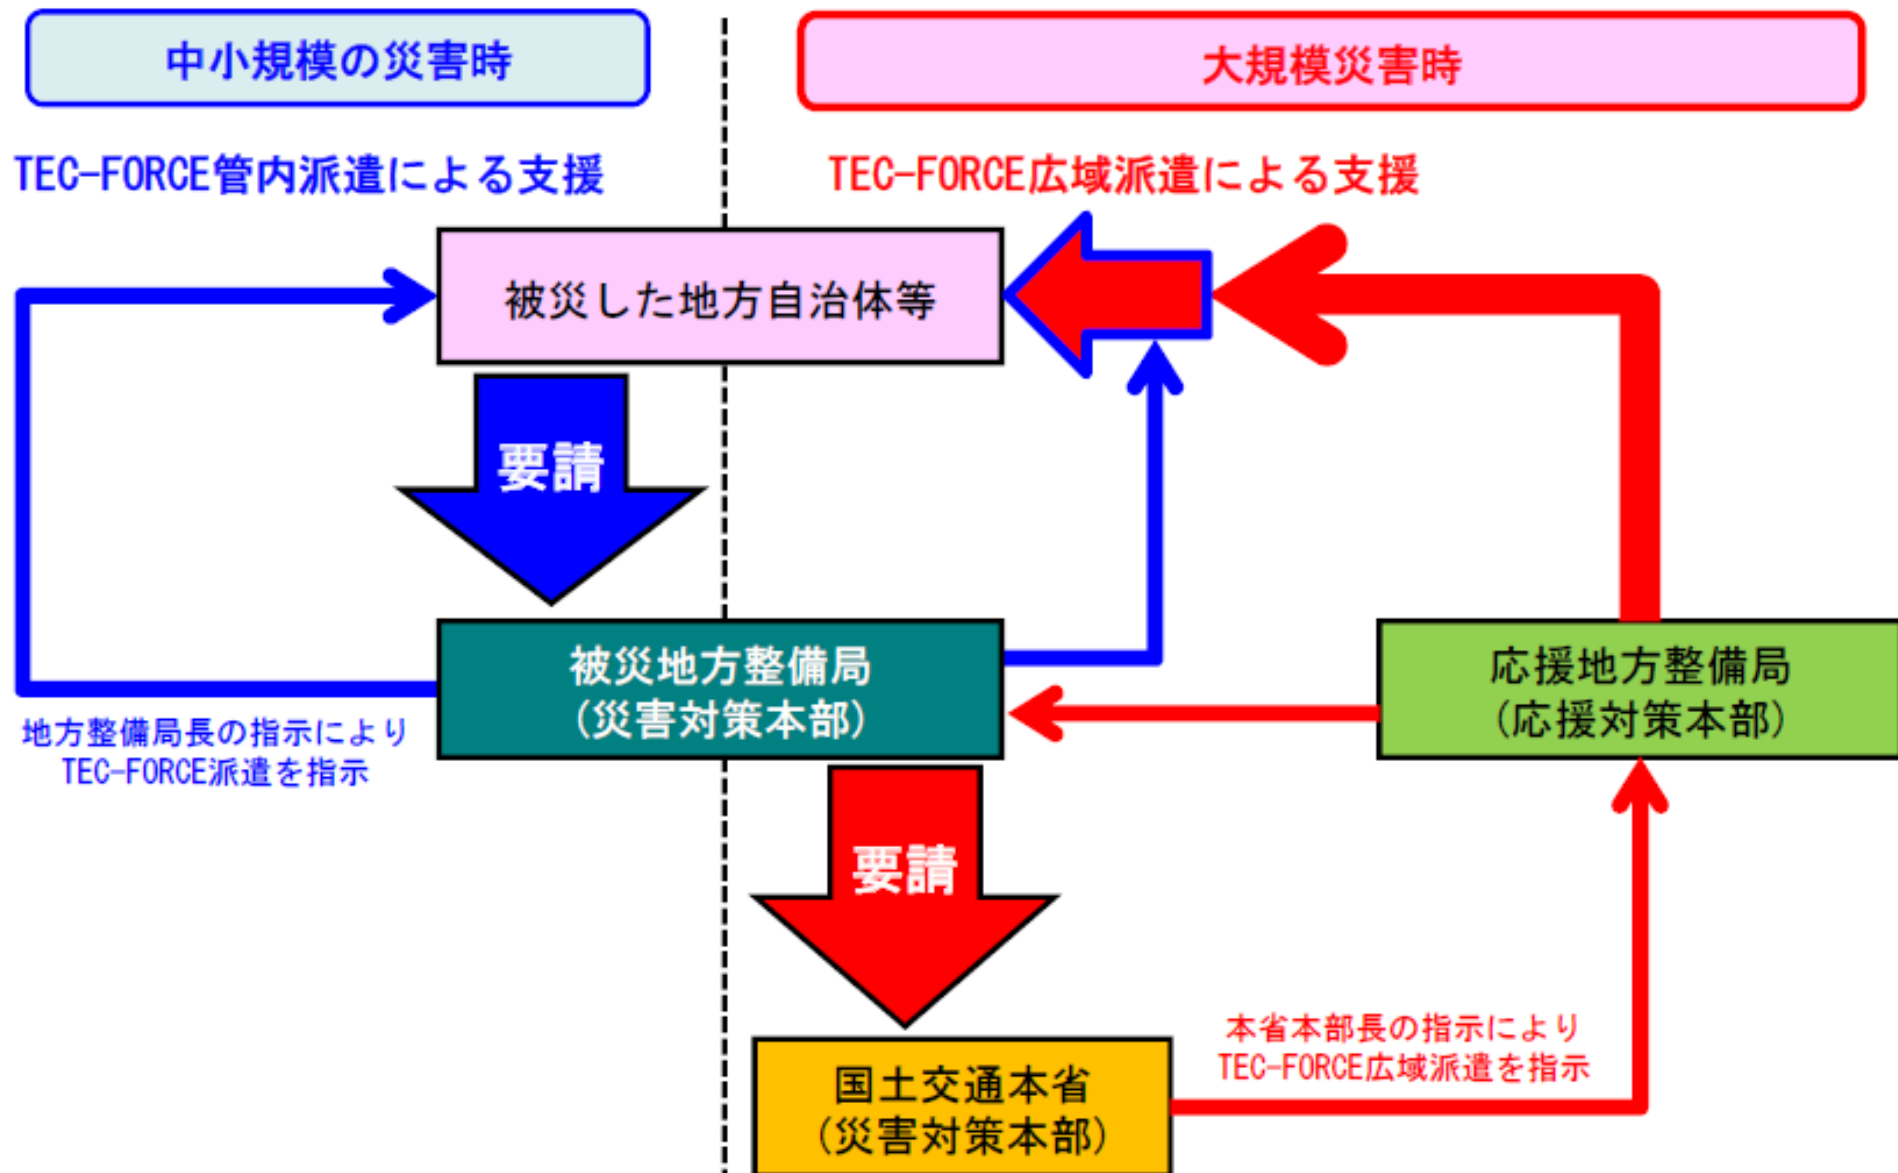 中小規模の災害時
大規模災害時
TEC-FORCE管内派遣による支援
TEC-FORCE広域派遣による支援
被災した地方自治体等
要請
被災地方整備局
(災害対策本部)
応援地方整備局
(応援対策本部)
地方整備局長の指示により
TEC-FORCE派遣を指示
要請
本省本部長の指示により
TEC-FORCE広域派遣を指示
国土交通本省
(災害対策本部)